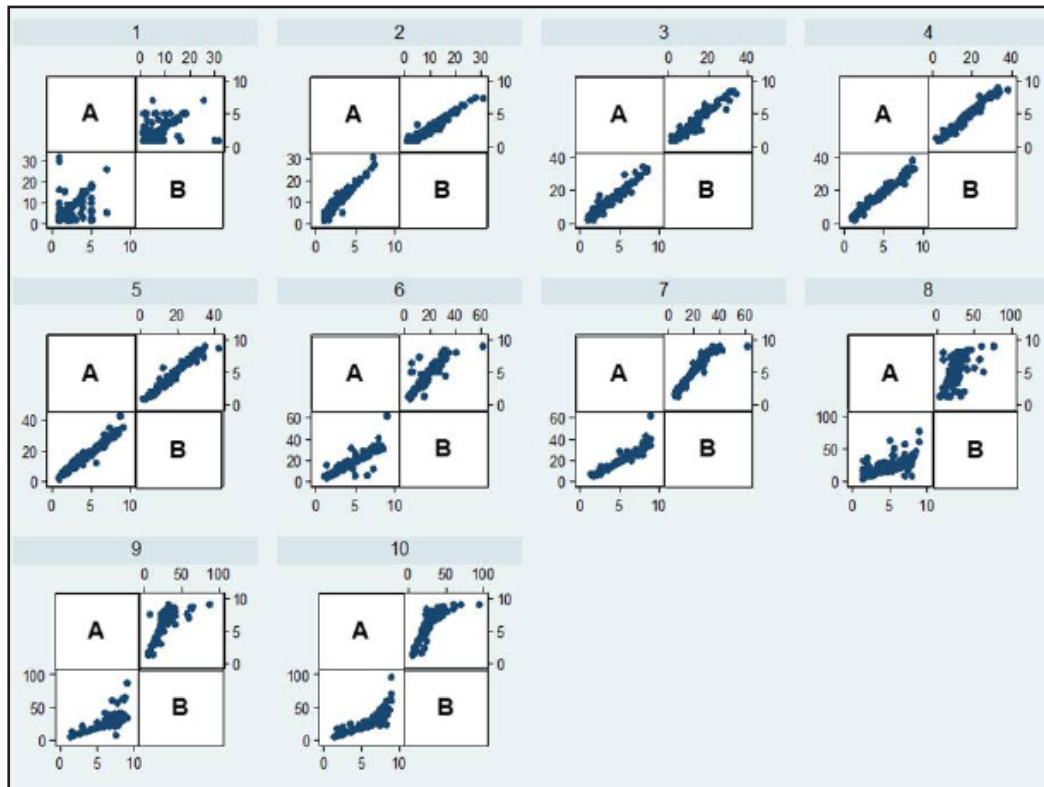 1 2 3 4
0 10 20 30 0 10 20 30 0 20 40 0 20 40
A 10 A 10 A 10 A 10
5 5 5 5
0 0 0 0
30 B 30 B 40 B 40 B
20 20 20 20
10 10
0 0 0 0
0 5 10 0 5 10 0 5 10 0 5 10
5 6 7 8
0 20 40 0 20 40 60 0 20 40 60 0 50 100
A 10 A 10 A 10 A 10
5 5 5 5
0 0 0 0
40 B 60 B 60 B 100 B
20 40 40 50
20 20
0 0 0 0
0 5 10 0 5 10 0 5 10 0 5 10
9 10
0 50 100 0 50 100
A 10 A 10
5 5
0 0
100 B 100 B
50 50
0 0
0 5 10 0 5 10